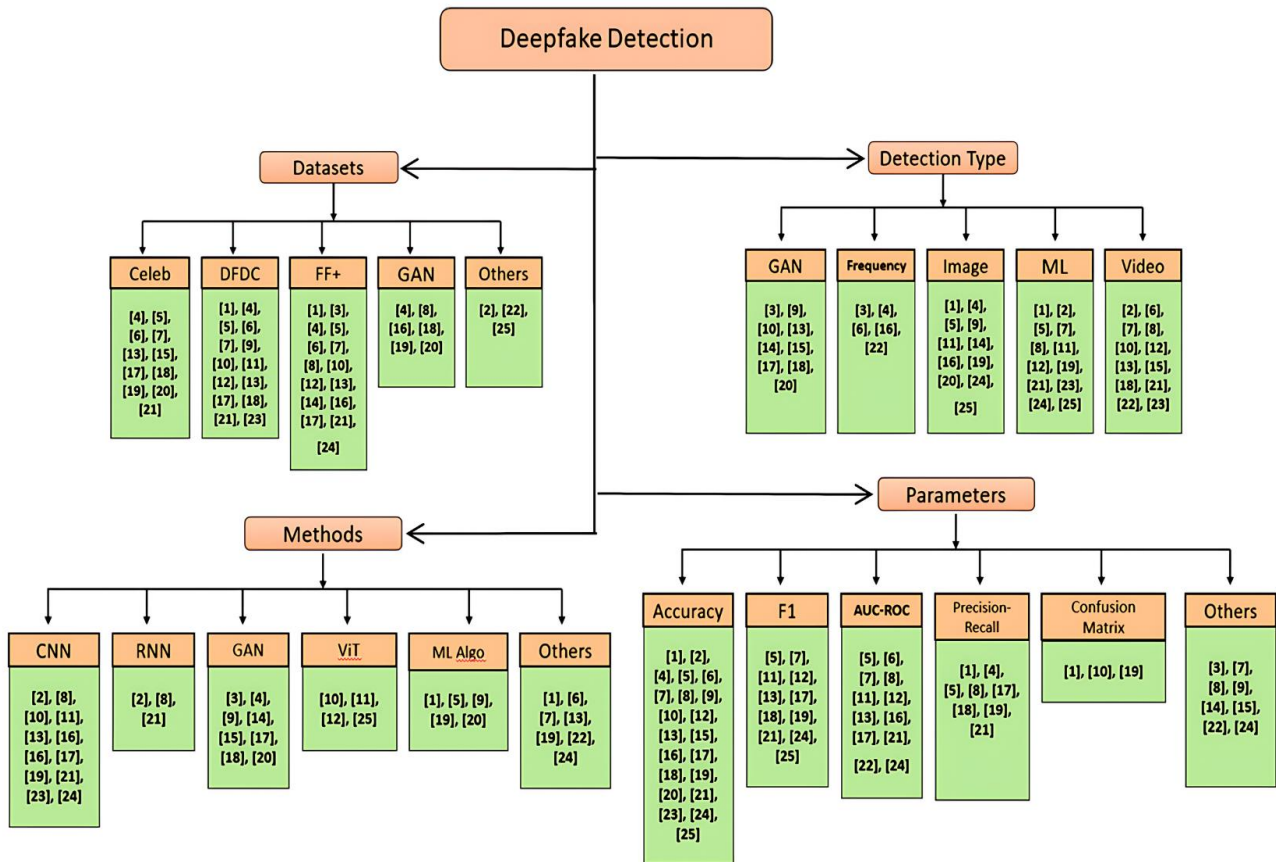 Deepfake Detection
Datasets
Celeb
[4], [5],
[6], [7],
[13], [15],
[17], [18],
[19], [20],
[21]
DFDC
[1], [4],
[5], [6],
[7], [9],
[10], [11],
[12], [13],
[17], [18],
[21], [23]
FF+
[1], [3],
[4], [5],
[6], [7],
[8], [10],
[12], [13],
[14], [16],
[17], [21],
[24]
GAN
[4], [8],
[16], [18],
[19], [20]
Others
[2], [22],
[25]
Detection Type
GAN
[3], [9],
[10], [13],
[14], [15],
[17], [18],
[20]
Frequency
[3], [4],
[6], [16],
[22]
Image
[1], [4],
[5], [9],
[11], [14],
[16], [19],
[20], [24],
[25]
ML
[1], [2],
[5], [7],
[8], [11],
[12], [19],
[21], [23],
[24], [25]
Video
[2], [6],
[7], [8],
[10], [12],
[13], [15],
[18], [21],
[22], [23]
Methods
CNN
[2], [8],
[10], [11],
[13], [16],
[16], [17],
[19], [21],
[23], [24]
RNN
[2], [8],
[21]
GAN
[3], [4],
[9], [14],
[15], [17],
[18], [20]
ViT
[10], [11],
[12], [25]
ML Algo
[1], [5], [9],
[19], [20]
Others
[1], [6],
[7], [13],
[19], [22],
[24]
Parameters
Accuracy
[1], [2],
[4], [5], [6],
[7], [8], [9],
[10], [12],
[13], [15],
[16], [17],
[18], [19],
[20], [21],
[23], [24],
[25]
F1
[5], [7],
[11], [12],
[13], [17],
[18], [19],
[21], [24],
[25]
AUC-ROC
[5], [6],
[7], [8],
[11], [12],
[13], [16],
[17], [21],
[22], [24]
Precision-
Recall
[1], [4],
[5], [8], [17],
[18], [19],
[21]
Confusion
Matrix
[1], [10], [19]
Others
[3], [7],
[8], [9],
[14], [15],
[22], [24]